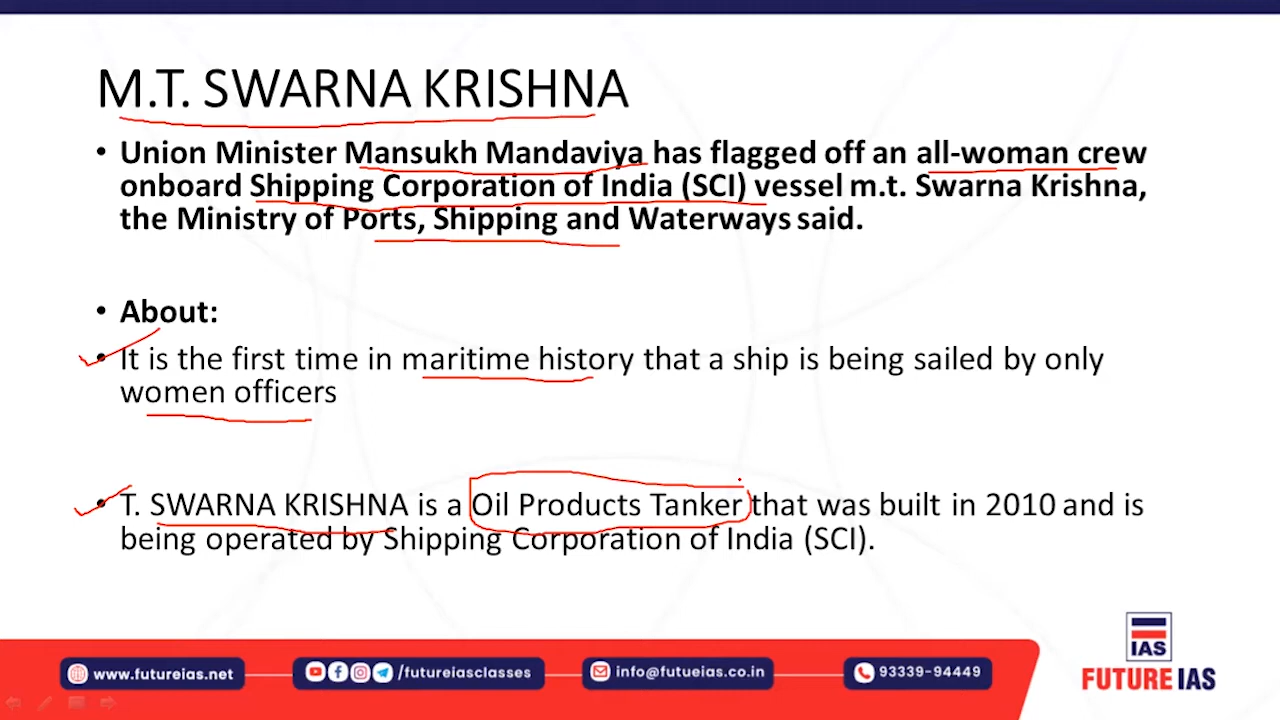 M.T. SWARNA KRISHNA
• Union Minister Mansukh Mandaviya has flagged off an all-woman crew
onboard Shipping Corporation of India (SCI) vessel m.t. Swarna Krishna,
the Ministry of Ports, Shipping and Waterways said.
• About:
• It is the first time in maritime history that a ship is being sailed by only
women officers
• T. SWARNA KRISHNA is a Oil Products Tanker that was built in 2010 and is
being operated by Shipping Corporation of India (SCI).
IAS
www.futureias.net
/futureiasclasses
info@futueias.co.in
93339-94449
FUTURE IAS